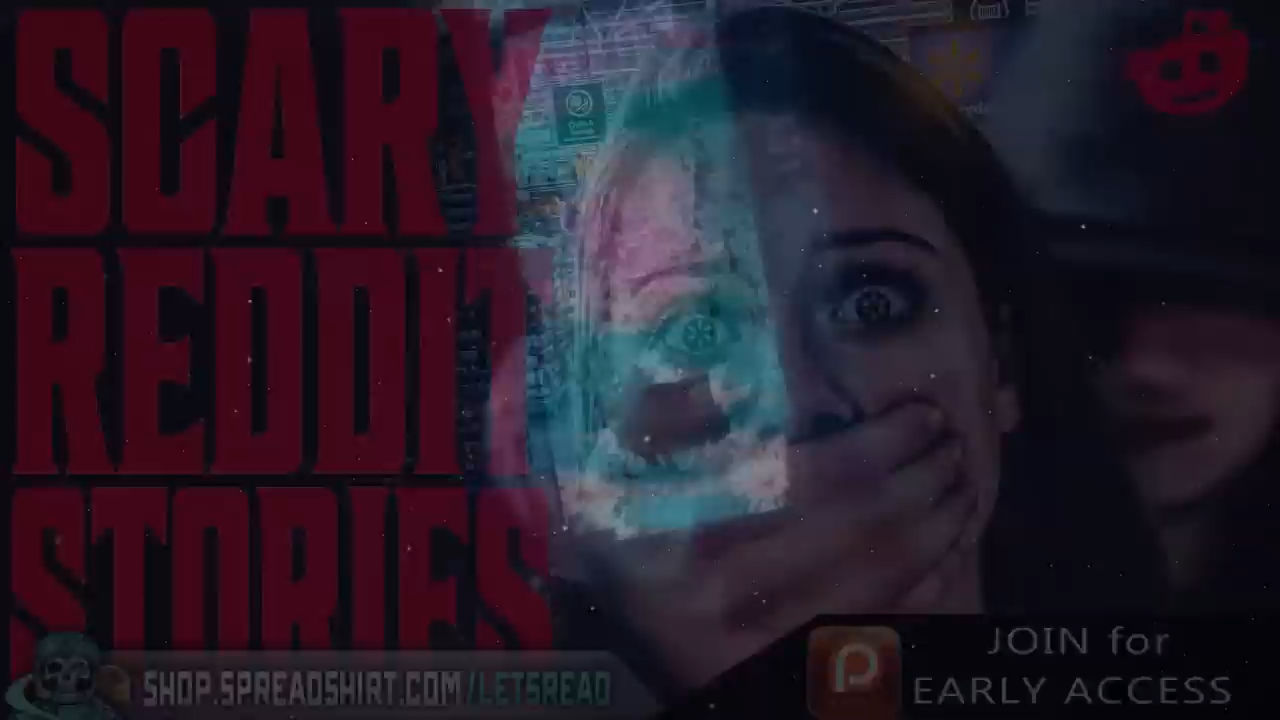 SCARY
REDDIT
STORIES
SHOP.SPREADSHIRT.COM/LETSREAD
JOIN for
EARLY ACCESS